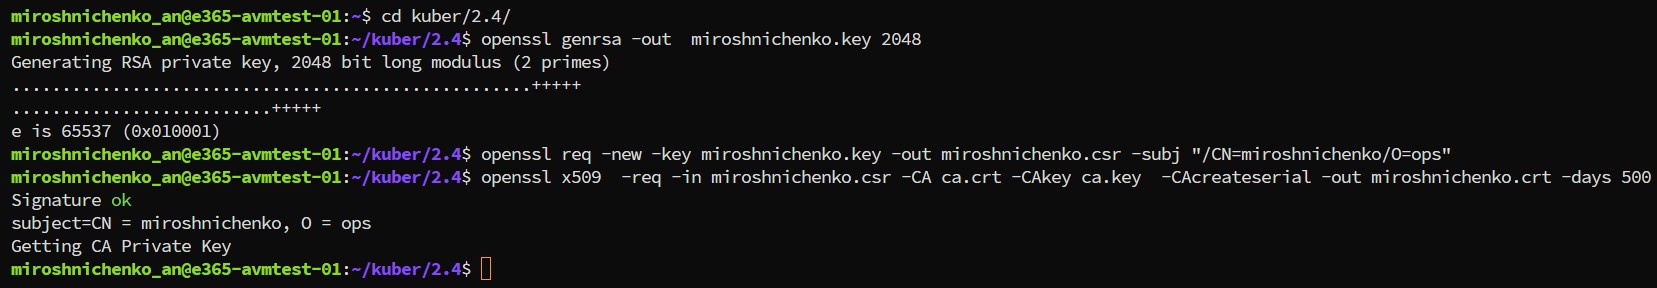 miroshnichenko_an@e365-avmtest-01:~$ cd kuber/2.4/
miroshnichenko_an@e365-avmtest-01:~/kuber/2.4$ openssl genrsa -out  miroshnichenko.key 2048
Generating RSA private key, 2048 bit long modulus (2 primes)
....................................................+++++
..........................+++++
e is 65537 (0x010001)
miroshnichenko_an@e365-avmtest-01:~/kuber/2.4$ openssl req -new -key miroshnichenko.key -out miroshnichenko.csr -subj "/CN=miroshnichenko/O=ops"
miroshnichenko_an@e365-avmtest-01:~/kuber/2.4$ openssl x509  -req -in miroshnichenko.csr -CA ca.crt -CAkey ca.key  -CAcreateserial -out miroshnichenko.crt -days 500
Signature ok
subject=CN = miroshnichenko, O = ops
Getting CA Private Key
miroshnichenko_an@e365-avmtest-01:~/kuber/2.4$